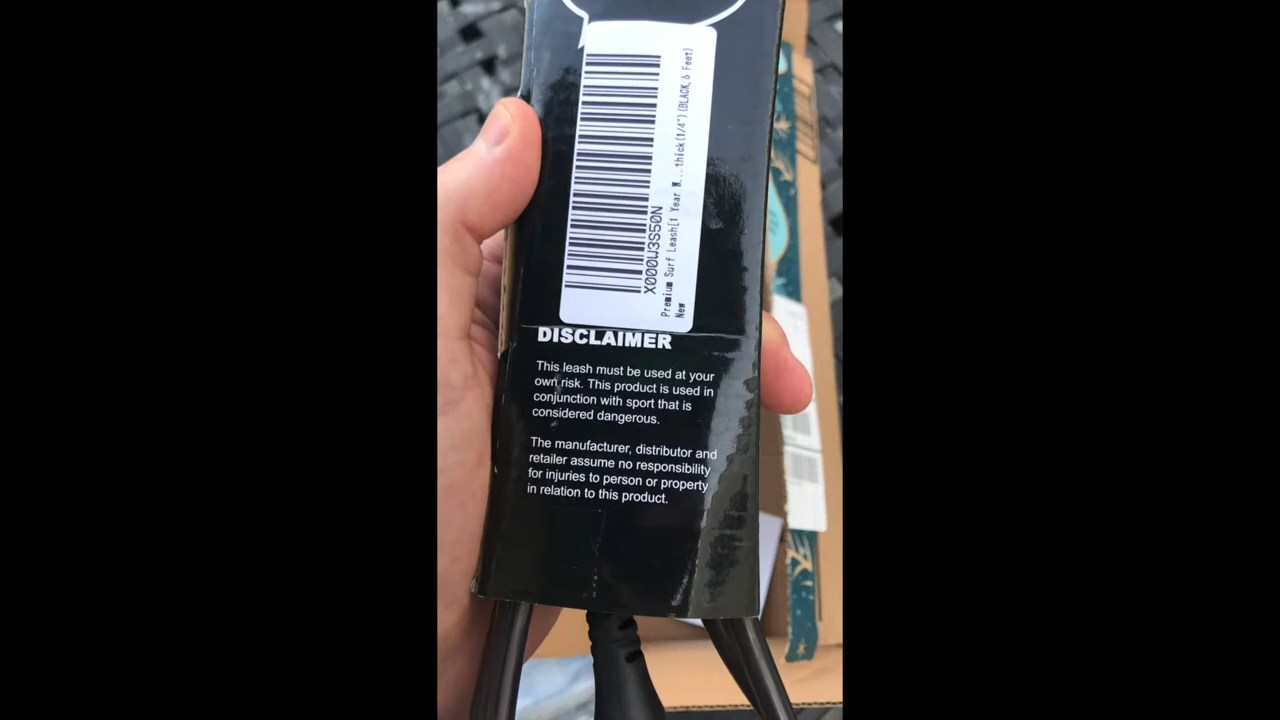 X000W3S50N
Premium Surf Leash[1 Year W...thick(1/4") (BLACK, 6 Feet)
New
DISCLAIMER
This leash must be used at your
own risk. This product is used in
conjunction with sport that is
considered dangerous.
The manufacturer, distributor and
retailer assume no responsibility
for injuries to person or property
in relation to this product.